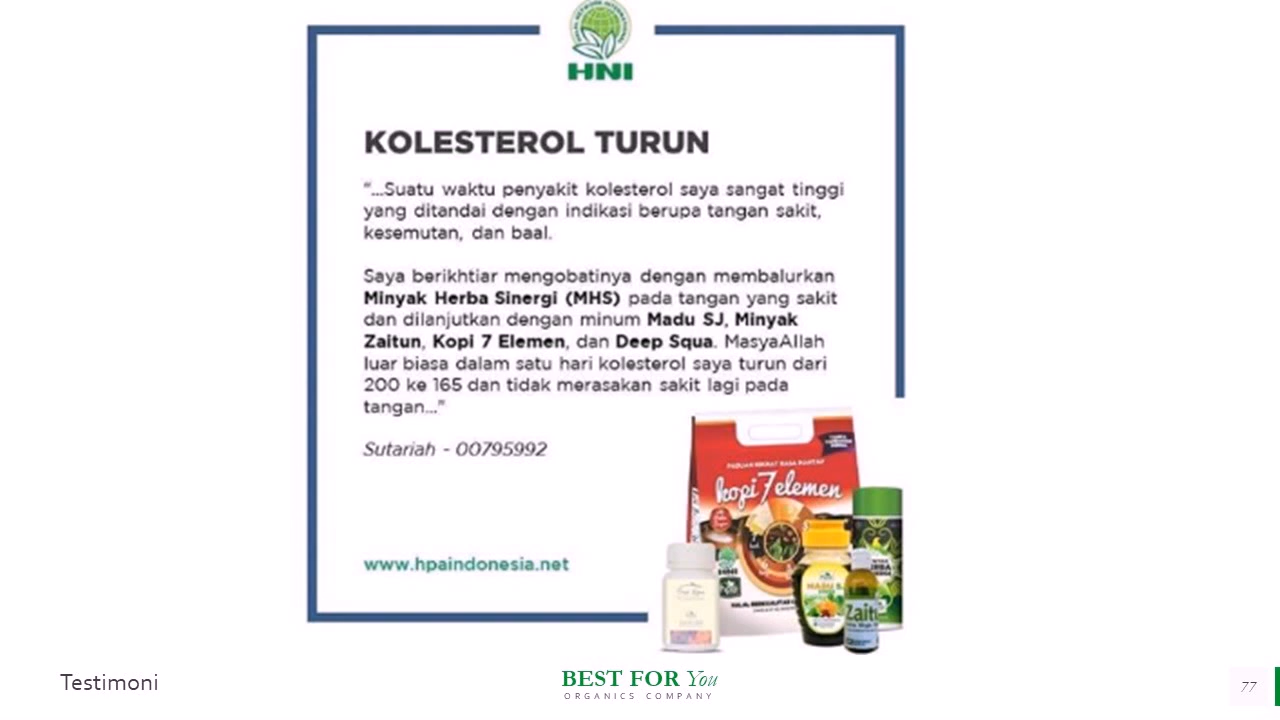 HNI
KOLESTEROL TURUN
"...Suatu waktu penyakit kolesterol saya sangat tinggi
yang ditandai dengan indikasi berupa tangan sakit,
kesemutan, dan baal.
Saya berikhtiar mengobatinya dengan membalurkan
Minyak Herba Sinergi (MHS) pada tangan yang sakit
dan dilanjutkan dengan minum Madu SJ, Minyak
Zaitun, Kopi 7 Elemen, dan Deep Squa. MasyaAllah
luar biasa dalam satu hari kolesterol saya turun dari
200 ke 165 dan tidak merasakan sakit lagi pada
tangan..."
Sutariah - 00795992
kopi 7 elemen
HNI
MADU S
Zait
www.hpaindonesia.net
Testimoni
BEST FOR You
ORGANICS COMPANY
77